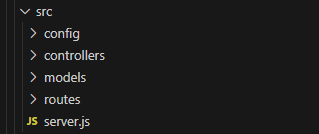 src
config
controllers
models
routes
JS server.js